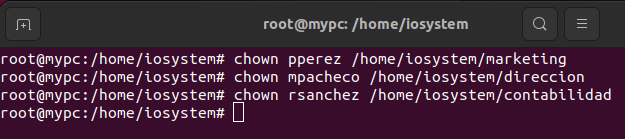 root@mypc: /home/iosystem
root@mypc:/home/iosystem# chown pperez /home/iosystem/marketing
root@mypc:/home/iosystem# chown mpacheco /home/iosystem/direccion
root@mypc:/home/iosystem# chown rsanchez /home/iosystem/contabilidad
root@mypc:/home/iosystem#